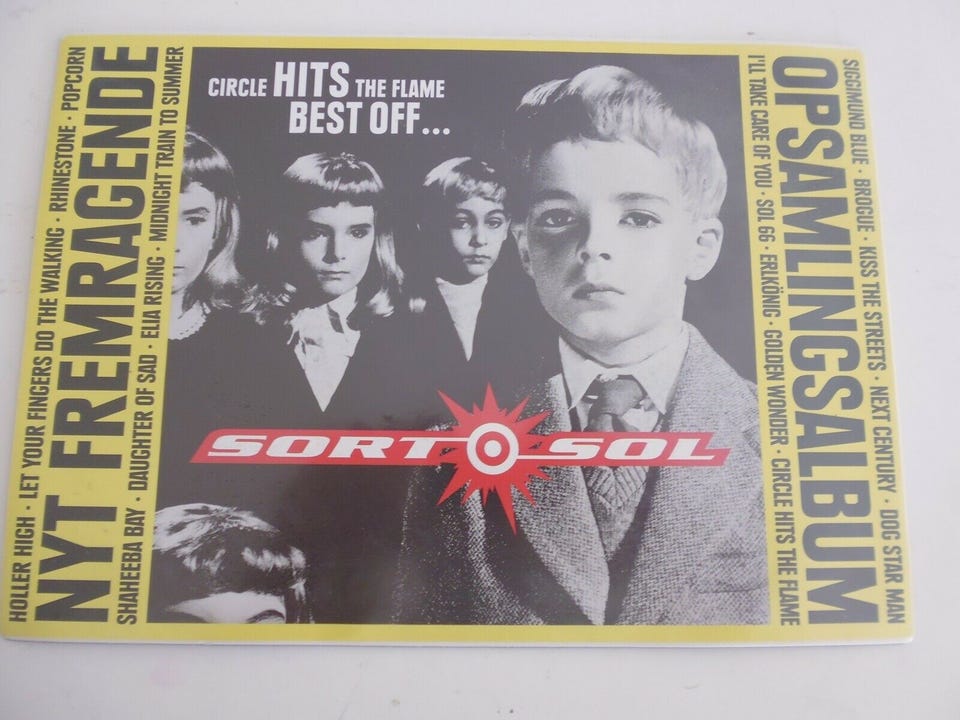 HOLLER HIGH · LET YOUR FINGERS DO THE WALKING · RHINESTONE · POPCORN
NYT FREMRAGENDE
SHAHEEBA BAY · DAUGHTER OF SAD · ELIA RISING · MIDNIGHT TRAIN TO SUMMER
CIRCLE HITS THE FLAME
BEST OFF...
SORT SOL
SIGGIMUND BLUE · BROGUE · KISS THE STREETS · NEXT CENTURY · DOG STAR MAN
OPSAMLINGSALBUM
I'LL TAKE CARE OF YOU · SOL 66 · ERLKÖNIG · GOLDEN WONDER · CIRCLE HITS THE FLAME